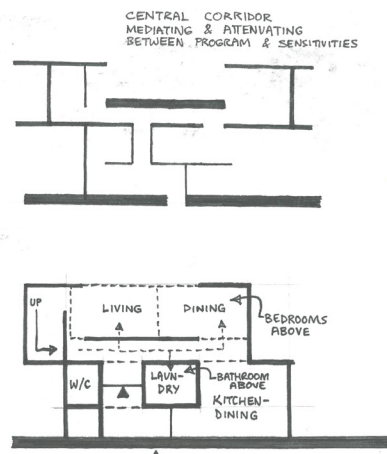 CENTRAL CORRIDOR
MEDIATING & ATTENUATING
BETWEEN PROGRAM & SENSITIVITIES
UP
LIVING
DINING
BEDROOMS
ABOVE
W/C
LAUN-
DRY
BATHROOM
ABOVE
KITCHEN-
DINING